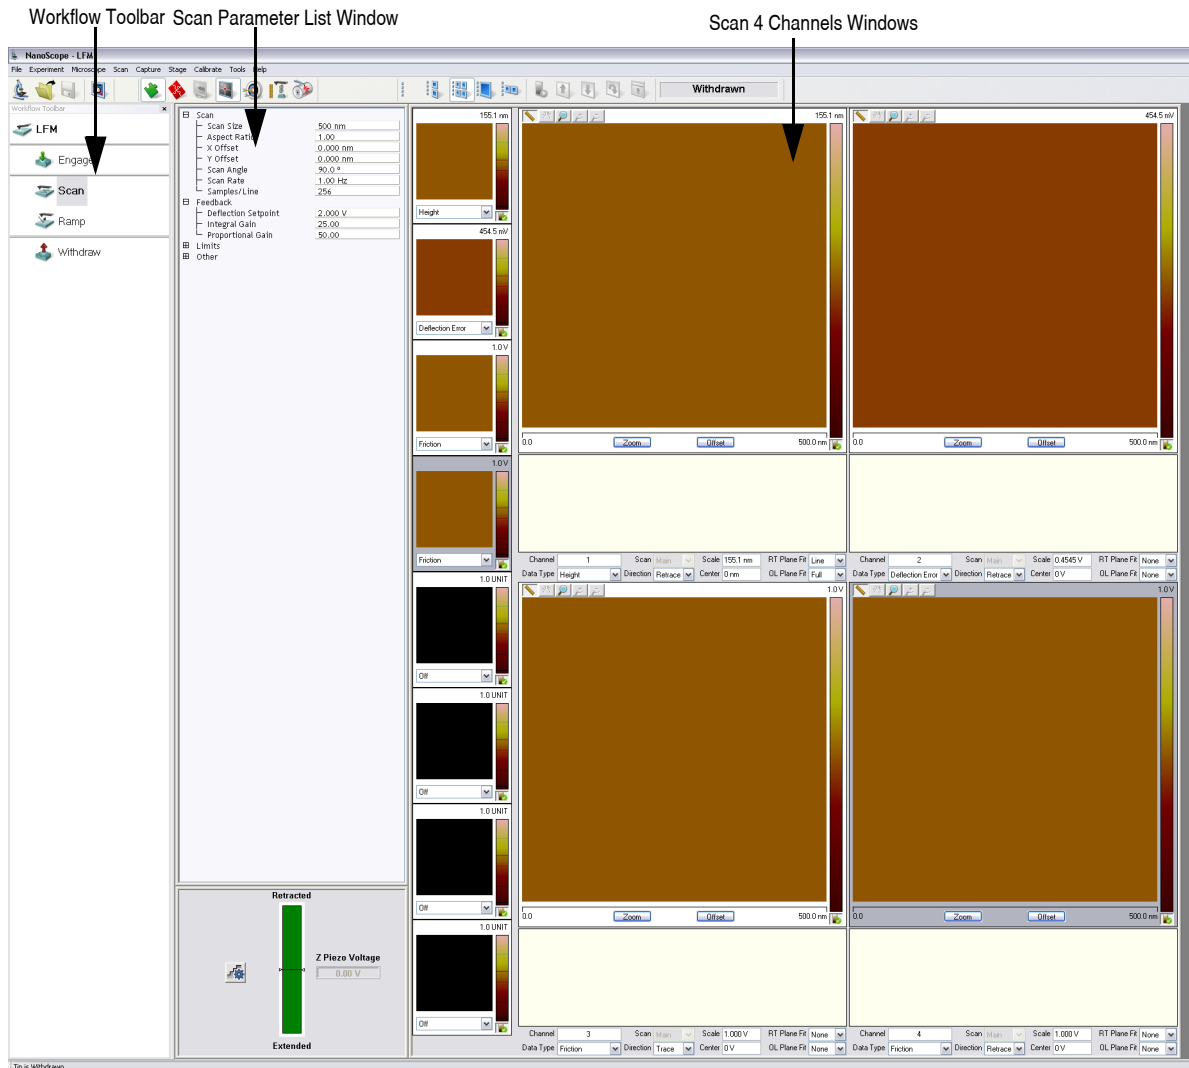 Workflow Toolbar Scan Parameter List Window Scan 4 Channels Windows
NanoScope - LFM
File Experiment Microscope Scan Capture Stage Calibrate Tools Help
Withdrawn
Workflow Toolbar
LFM
Engage
Scan
Ramp
Withdraw
Scan
Scan Size 500 nm
Aspect Ratio 1.00
X Offset 0.000 nm
Y Offset 0.000 nm
Scan Angle 90.0 °
Scan Rate 1.00 Hz
Samples/Line 256
Feedback
Deflection Setpoint 2.000 V
Integral Gain 25.00
Proportional Gain 50.00
Limits
Other
Retracted
Z Piezo Voltage
0.00 V
Extended
155.1 nm
Height
454.5 mV
Deflection Error
1.0 V
Friction
1.0 V
Friction
1.0 UNIT
Off
1.0 UNIT
Off
1.0 UNIT
Off
1.0 UNIT
Off
155.1 nm
0.0 Zoom Offset 500.0 nm
Channel 1 Scan Main Scale 155.1 nm RT Plane Fit Line
Data Type Height Direction Retrace Center 0 nm OL Plane Fit Full
454.5 mV
0.0 Zoom Offset 500.0 nm
Channel 2 Scan Main Scale 0.4545 V RT Plane Fit None
Data Type Deflection Error Direction Retrace Center 0 V OL Plane Fit None
1.0 V
0.0 Zoom Offset 500.0 nm
Channel 3 Scan Main Scale 1.000 V RT Plane Fit None
Data Type Friction Direction Trace Center 0 V OL Plane Fit None
1.0 V
0.0 Zoom Offset 500.0 nm
Channel 4 Scan Main Scale 1.000 V RT Plane Fit None
Data Type Friction Direction Retrace Center 0 V OL Plane Fit None
Tip is Withdrawn